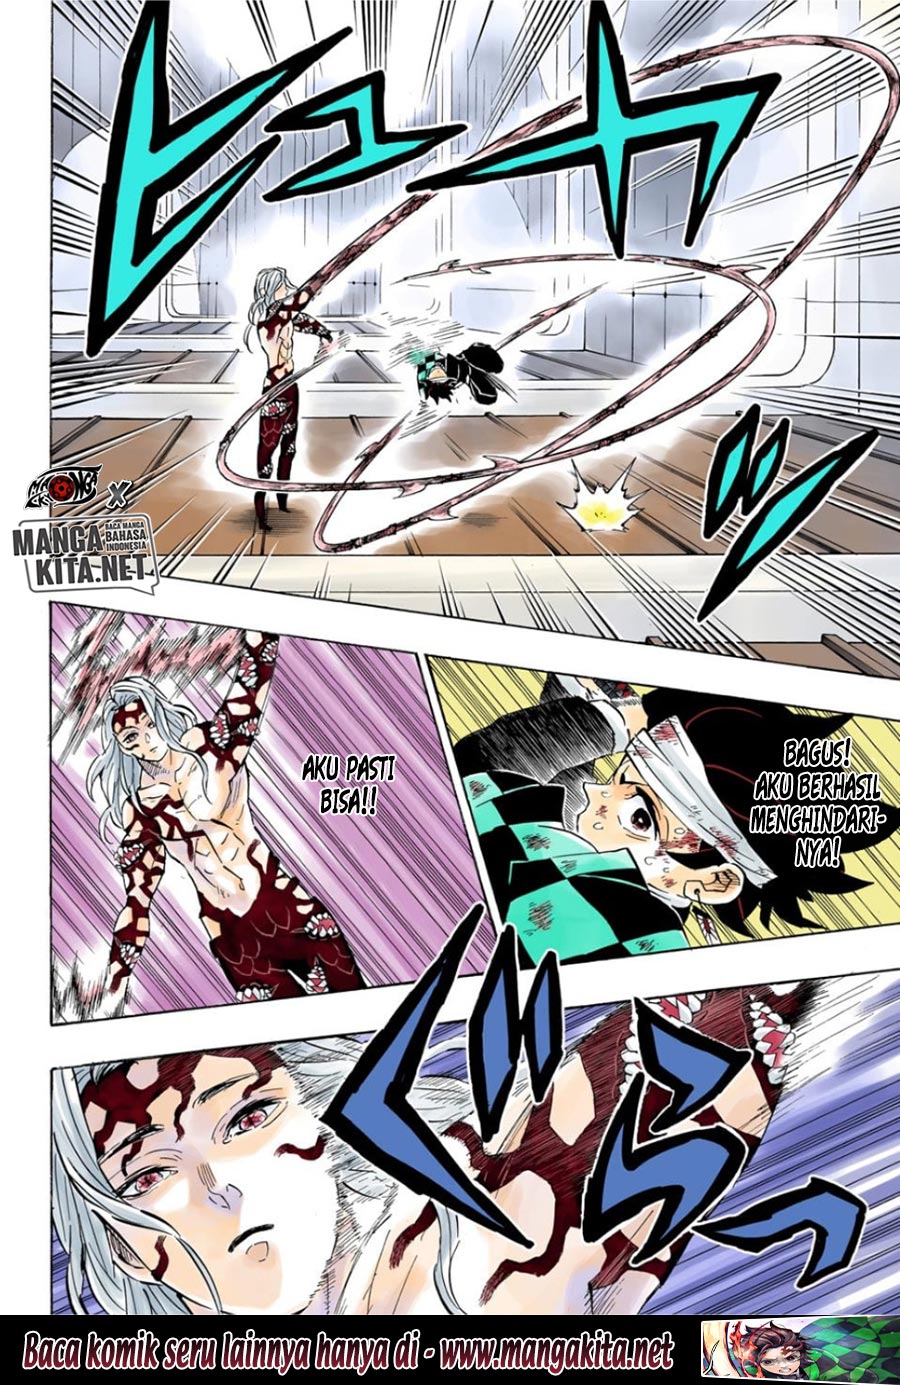 ヒュヤ
ッ
MANGA
KITA.NET
BACA MANGA
BAHASA
INDONESIA
X
BAGUS!
AKU BERHASIL
MENGHINDARI-
NYA!
AKU PASTI
BISA!!
ぐらっ
Baca komik seru lainnya hanya di - www.mangakita.net